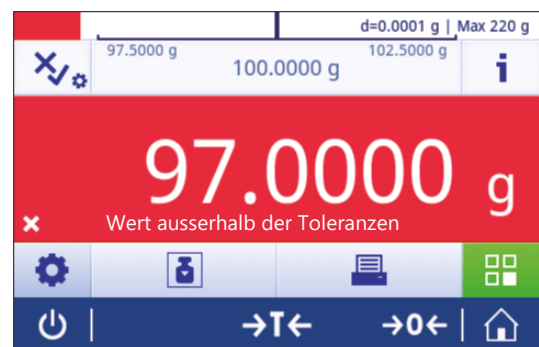 d=0.0001 g | Max 220 g
97.5000 g 102.5000 g
100.0000 g
i
97.0000 g
Wert ausserhalb der Toleranzen
→T← →0←